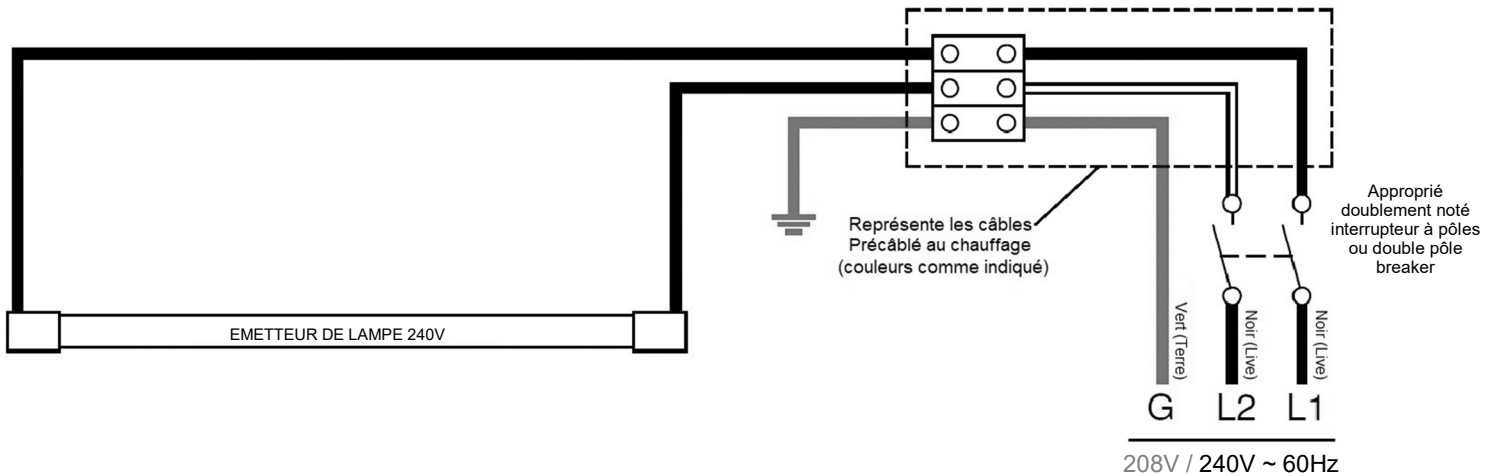 Approprié
doublement noté
interrupteur à pôles
ou double pôle
breaker
Représente les câbles
Précâblé au chauffage
(couleurs comme indiqué)
EMETTEUR DE LAMPE 240V
Vert (Terre)
Noir (Live)
Noir (Live)
G L2 L1
208V / 240V ~ 60Hz